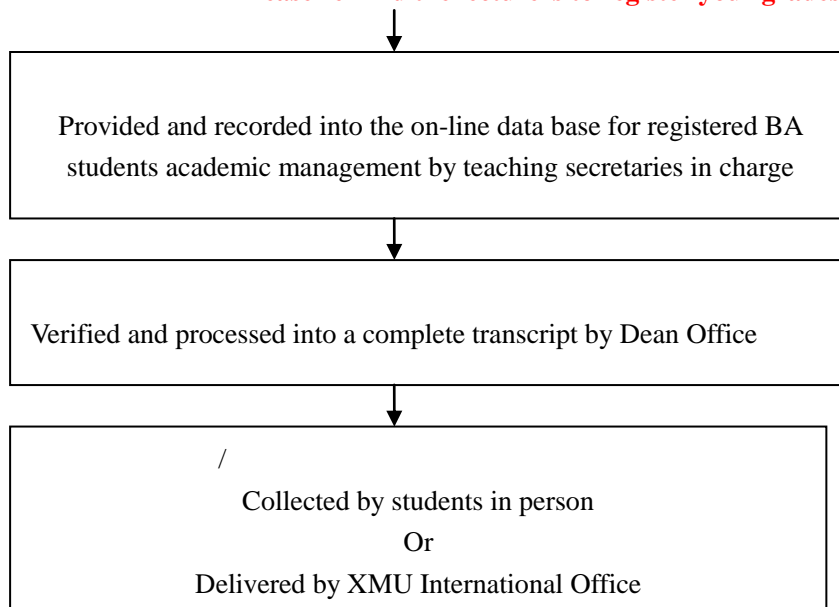 Provided and recorded into the on-line data base for registered BA
students academic management by teaching secretaries in charge
Verified and processed into a complete transcript by Dean Office
/
Collected by students in person
Or
Delivered by XMU International Office